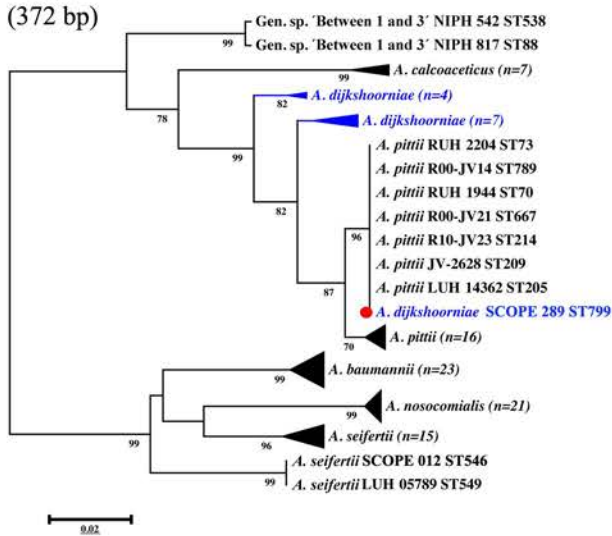 (372 bp)
Gen. sp. ´Between 1 and 3´ NIPH 542 ST538
99
Gen. sp. ´Between 1 and 3´ NIPH 817 ST88
A. calcoaceticus (n=7)
99
78
A. dijkshoorniae (n=4)
82
99
A. dijkshoorniae (n=7)
82
A. pittii RUH 2204 ST73
A. pittii R00-JV14 ST789
A. pittii RUH 1944 ST70
A. pittii R00-JV21 ST667
96
A. pittii R10-JV23 ST214
A. pittii JV-2628 ST209
87
A. pittii LUH 14362 ST205
A. dijkshoorniae SCOPE 289 ST799
A. pittii (n=16)
70
A. baumannii (n=23)
99
A. nosocomialis (n=21)
99
A. seifertii (n=15)
96
99
A. seifertii SCOPE 012 ST546
99
A. seifertii LUH 05789 ST549
0.02